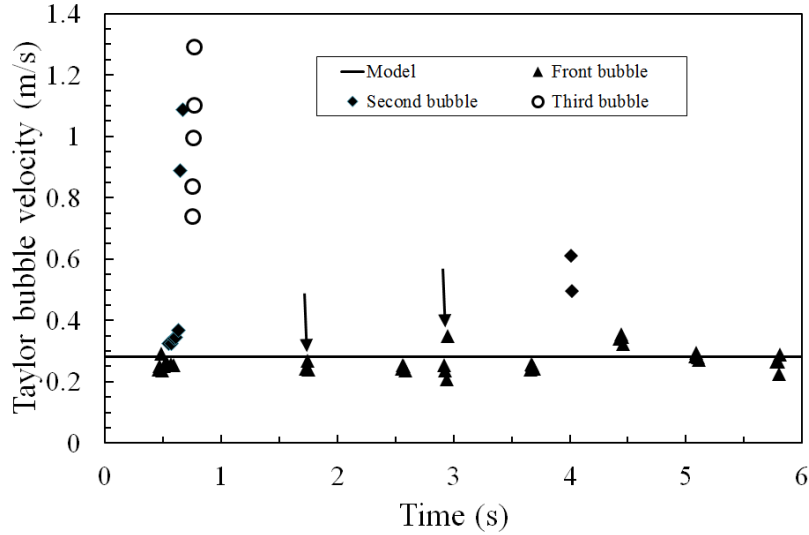 Taylor bubble velocity (m/s)
1.4
1.2
1
0.8
0.6
0.4
0.2
0
Model
Front bubble
Second bubble
Third bubble
0 1 2 3 4 5 6
Time (s)